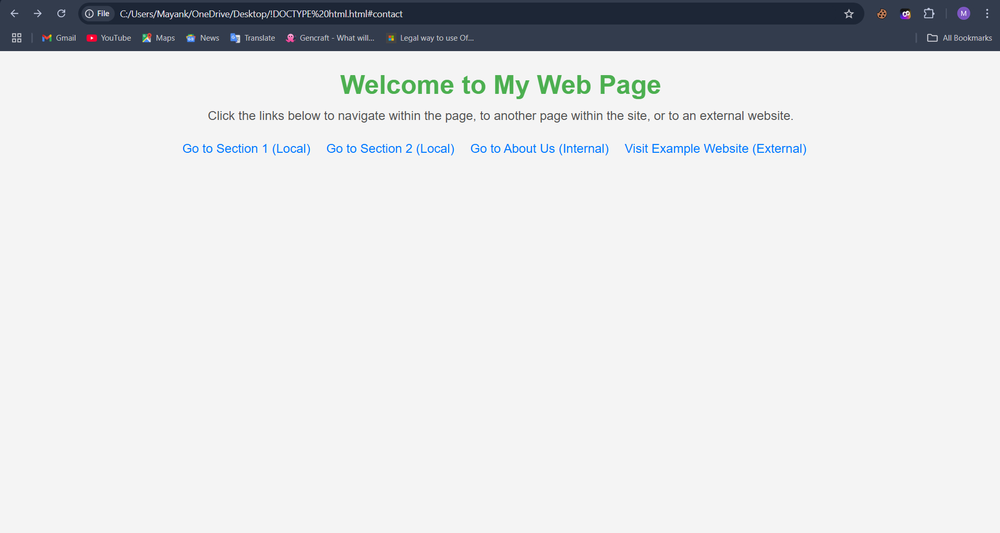 File C:/Users/Mayank/OneDrive/Desktop/!DOCTYPE%20html.html#contact M
Gmail YouTube Maps News Translate Gencraft - What will... Legal way to use Of... All Bookmarks
Welcome to My Web Page
Click the links below to navigate within the page, to another page within the site, or to an external website.
Go to Section 1 (Local) Go to Section 2 (Local) Go to About Us (Internal) Visit Example Website (External)